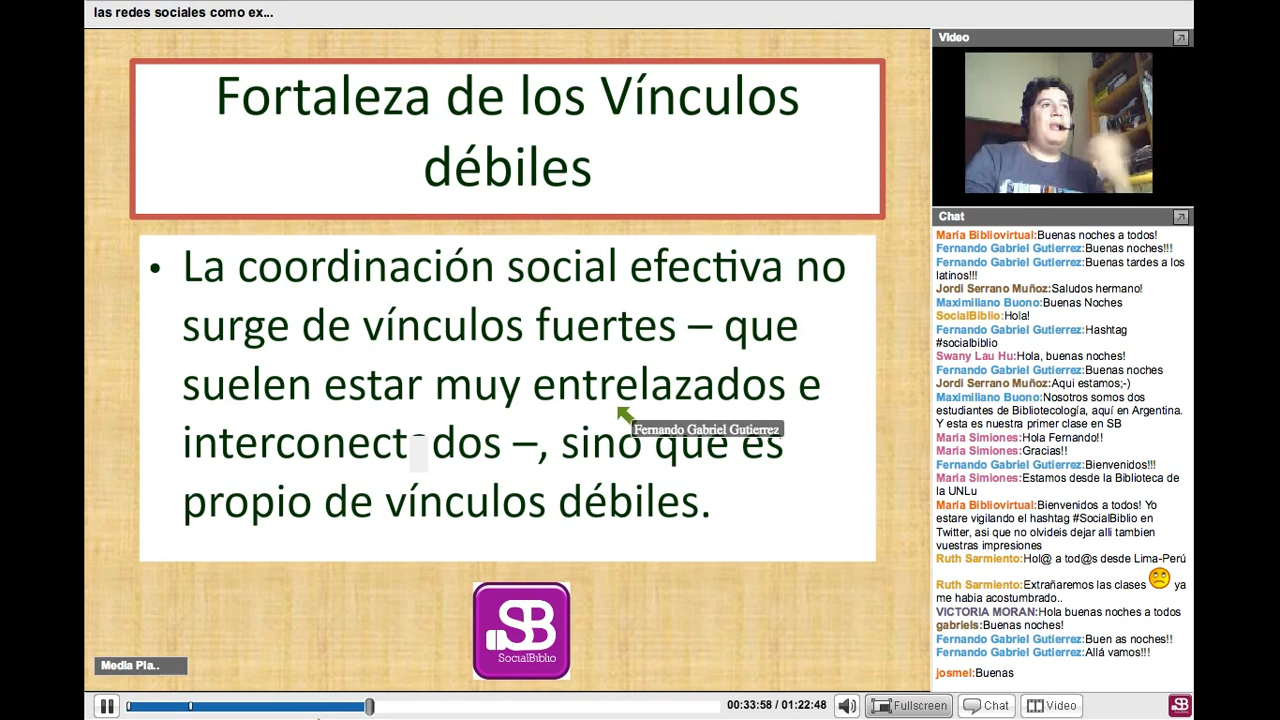 las redes sociales como ex...
Fortaleza de los Vínculos
débiles
• La coordinación social efectiva no
surge de vínculos fuertes – que
suelen estar muy entrelazados e
interconectados –, sino que es
propio de vínculos débiles.
Fernando Gabriel Gutierrez
SB
SocialBiblio
Media Pla..
Video
Chat
María Bibliovirtual:Buenas noches a todos!
Fernando Gabriel Gutierrez:Buenas noches!!!
Fernando Gabriel Gutierrez:Buenas tardes a los
latinos!!!
Jordi Serrano Muñoz:Saludos hermano!
Maximiliano Buono:Buenas Noches
SocialBiblio:Hola!
Fernando Gabriel Gutierrez:Hashtag
#socialbiblio
Swany Lau Hu:Hola, buenas noches!
Fernando Gabriel Gutierrez:Buenas noches
Jordi Serrano Muñoz:Aqui estamos;-)
Maximiliano Buono:Nosotros somos dos
estudiantes de Bibliotecología, aquí en Argentina.
Y esta es nuestra primer clase en SB
Maria Simiones:Hola Fernando!!
Maria Simiones:Gracias!!
Fernando Gabriel Gutierrez:Bienvenidos!!!
Maria Simiones:Estamos desde la Biblioteca de
la UNLu
María Bibliovirtual:Bienvenidos a todos! Yo
estare vigilando el hashtag #SocialBiblio en
Twitter, asi que no olvideis dejar alli tambien
vuestras impresiones
Ruth Sarmiento:Hol@ a tod@s desde Lima-Perú
Ruth Sarmiento:Extrañaremos las clases ya
me habia acostumbrado..
VICTORIA MORAN:Hola buenas noches a todos
gabriels:Buenas noches!
Fernando Gabriel Gutierrez:Buen as noches!!
Fernando Gabriel Gutierrez:Allá vamos!!!
josmel:Buenas
00:33:58 / 01:22:48
Fullscreen
Chat
Video
SB